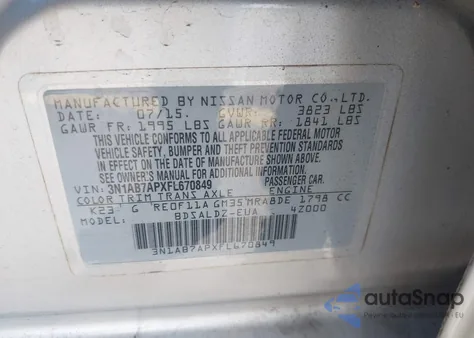 MANUFACTURED BY NISSAN MOTOR CO., LTD.
DATE: 07/15. GVWR: 3823 LBS
GAWR FR: 1995 LBS GAWR RR: 1841 LBS
THIS VEHICLE CONFORMS TO ALL APPLICABLE FEDERAL MOTOR
VEHICLE SAFETY, BUMPER AND THEFT PREVENTION STANDARDS
IN EFFECT ON THE DATE OF MANUFACTURE SHOWN ABOVE.
SEE OWNER'S MANUAL FOR ADDITIONAL INFORMATION
VIN: 3N1AB7APXFL670849 PASSENGER CAR.
COLOR TRIM TRANS AXLE ENGINE
K23 G RE0F11A GM35 MRA8DE 1798 CC
MODEL: BDSALDZ-EUA 4Z000
3N1AB7APXFL670849
autoSnap